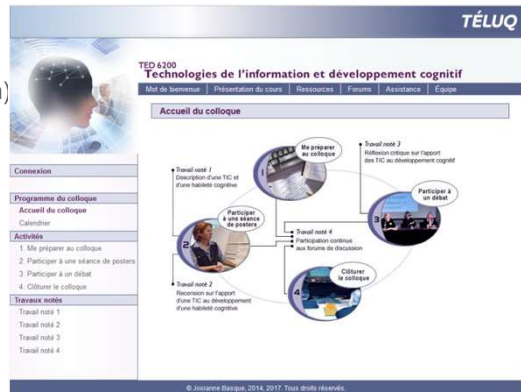 TÉLUQ
TED 6200
Technologies de l'information et développement cognitif
Mot de bienvenue | Présentation du cours | Ressources | Forums | Assistance | Équipe
Accueil du colloque
Connexion
Programme du colloque
Accueil du colloque
Calendrier
Activités
1. Me préparer au colloque
2. Participer à une séance de posters
3. Participer à un débat
4. Clôturer le colloque
Travaux notés
Travail noté 1
Travail noté 2
Travail noté 3
Travail noté 4
1
Me préparer
au colloque
Travail noté 1
Description d'une TIC et
d'une habileté cognitive
Travail noté 3
Réflexion critique sur l'apport
des TIC au développement cognitif
2
Participer
à une séance
de posters
3
Participer à
un débat
Travail noté 4
Participation continue
aux forums de discussion
Travail noté 2
Recension sur l'apport
d'une TIC au développement
d'une habileté cognitive
4
Clôturer
le colloque
© Josianne Basque, 2014, 2017. Tous droits réservés.